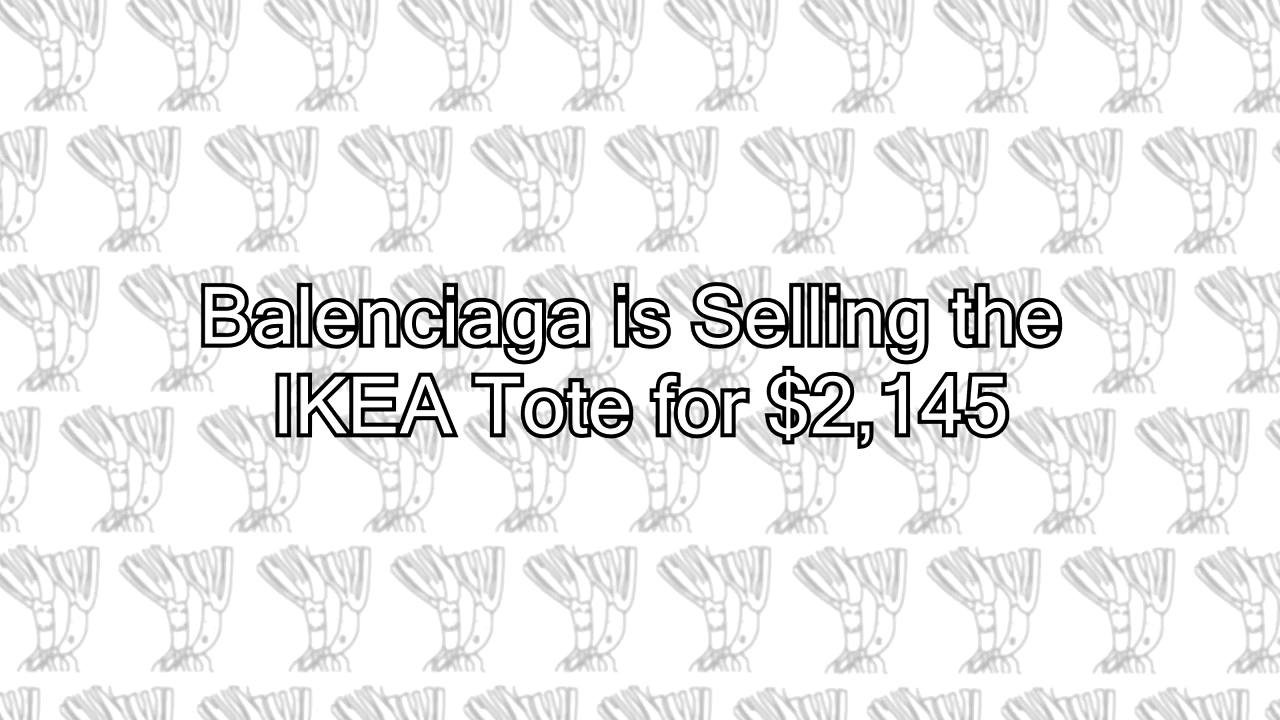 Balenciaga is Selling the
IKEA Tote for $2,145